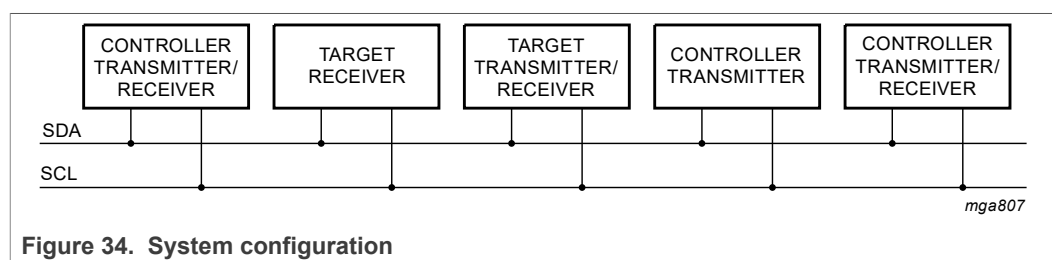 CONTROLLER
TRANSMITTER/
RECEIVER
TARGET
RECEIVER
TARGET
TRANSMITTER/
RECEIVER
CONTROLLER
TRANSMITTER
CONTROLLER
TRANSMITTER/
RECEIVER
SDA
SCL
mga807
Figure 34. System configuration